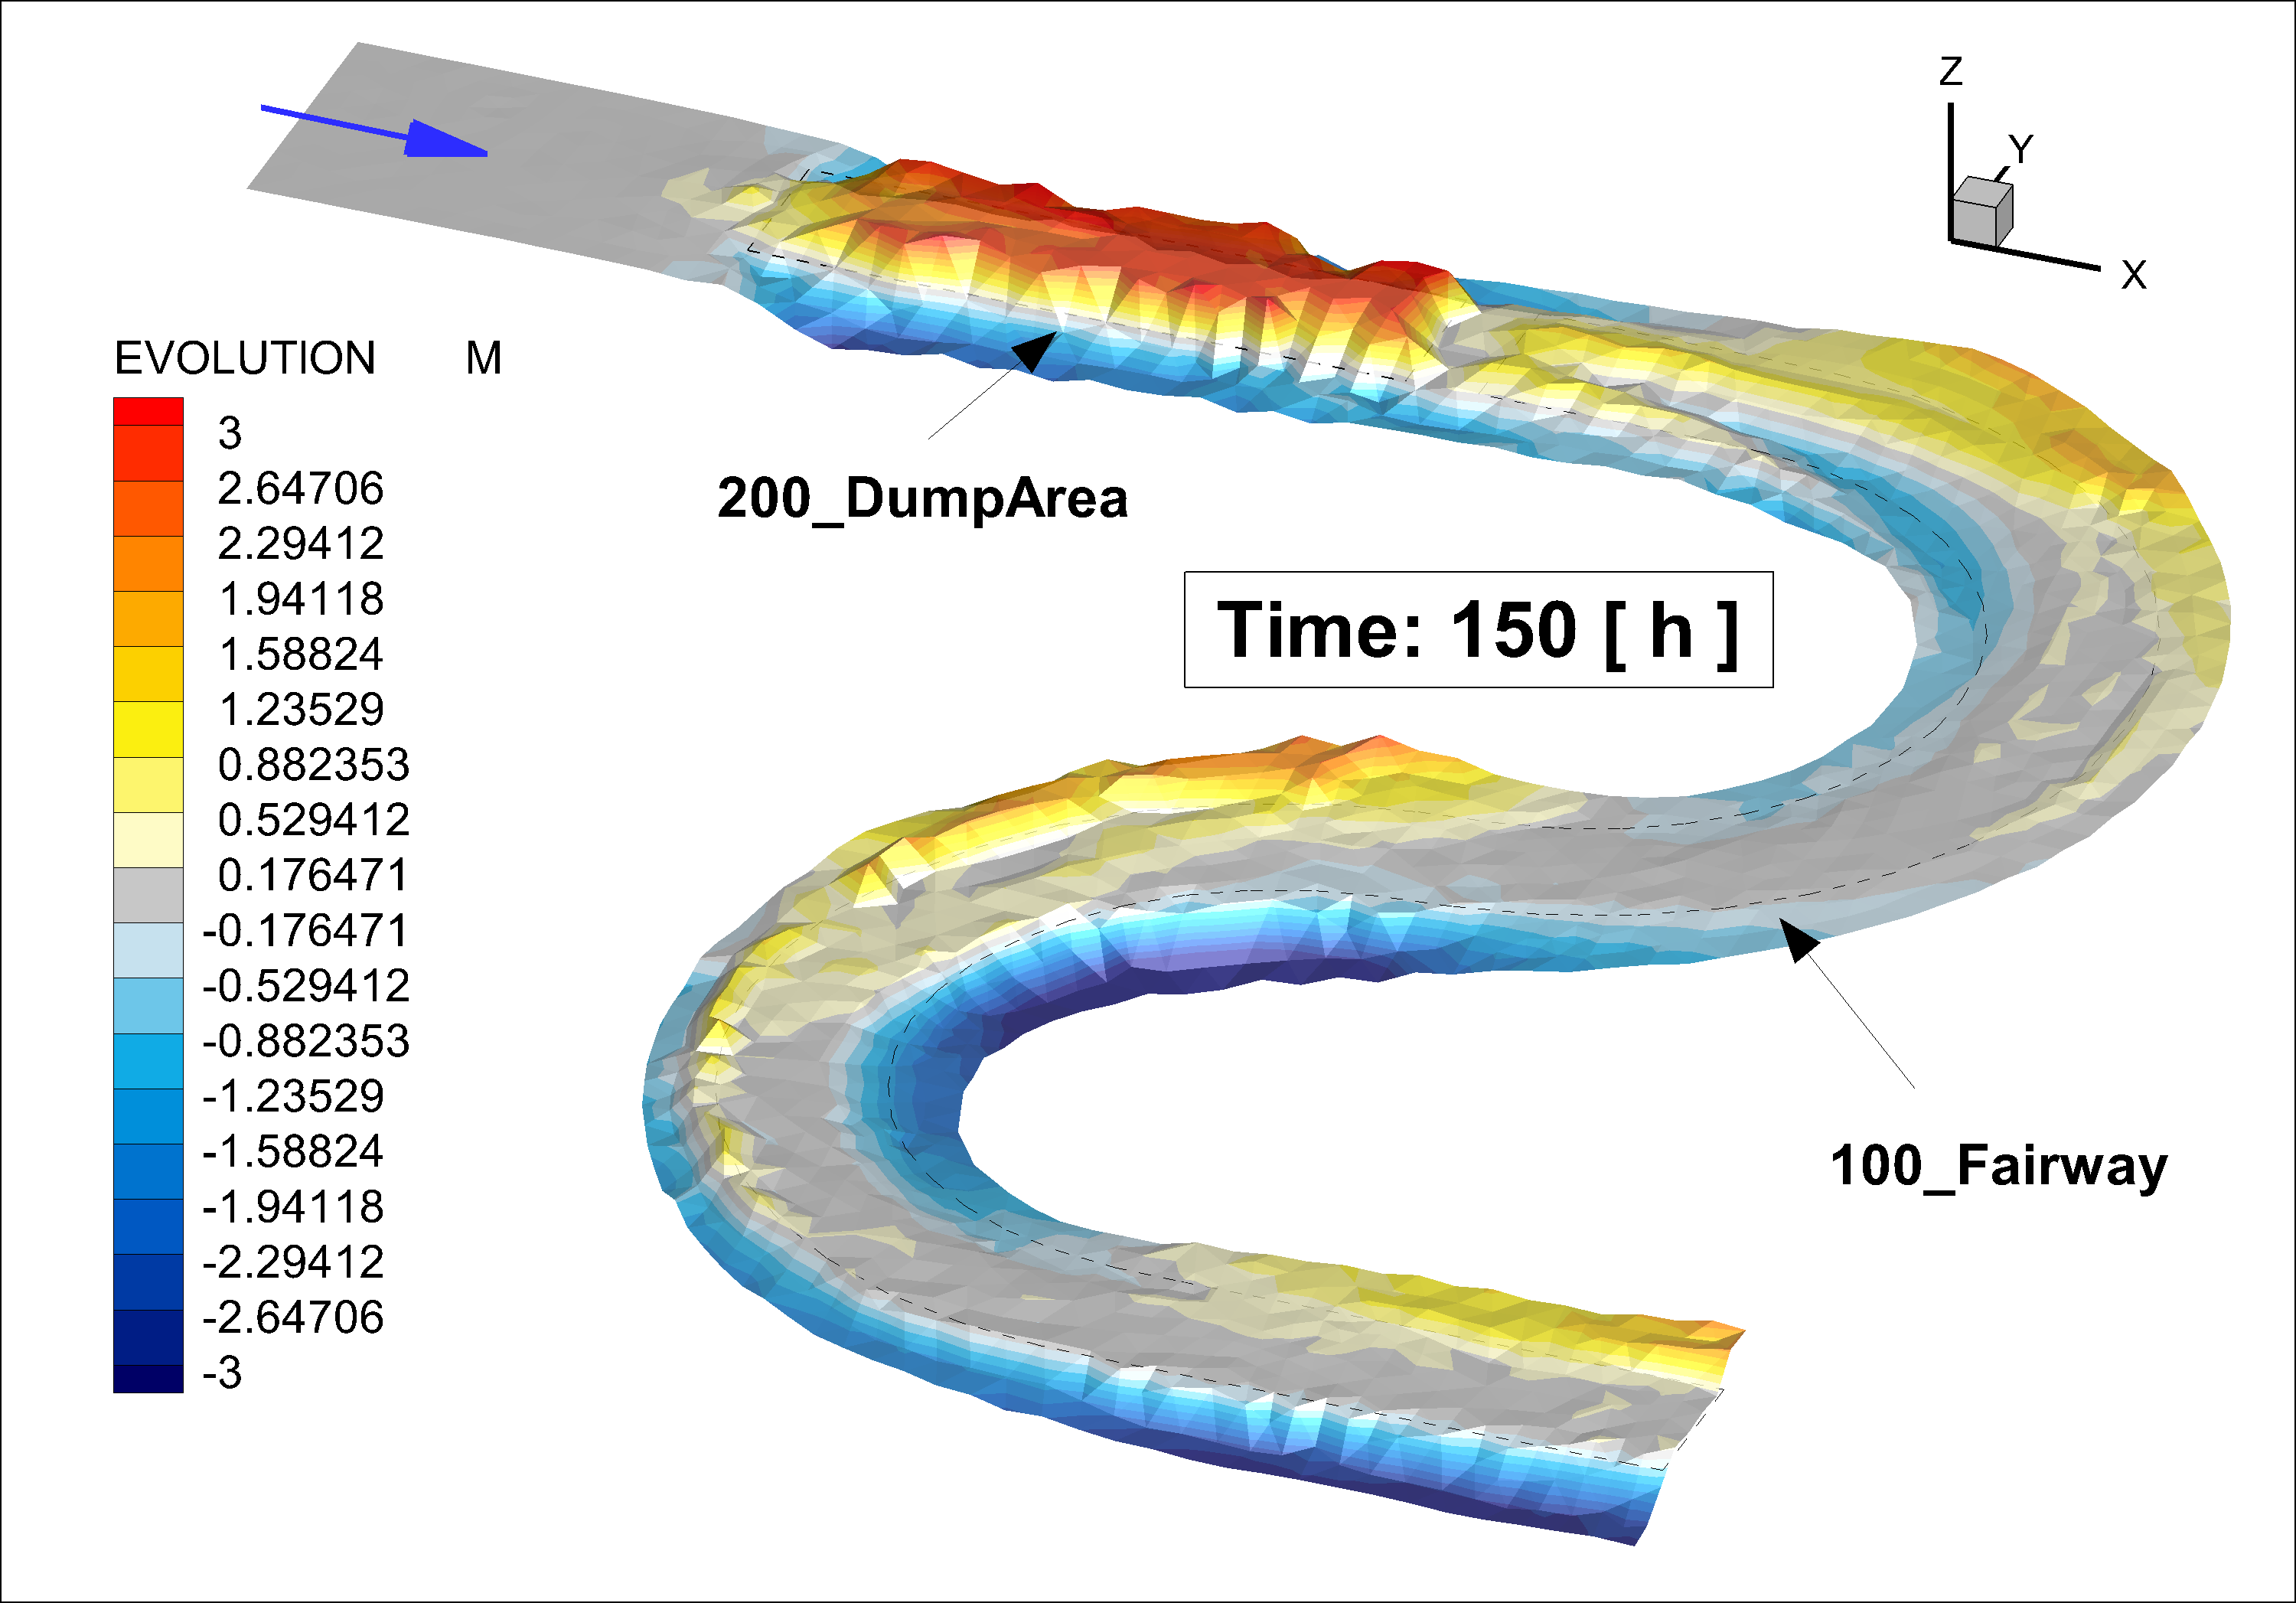 Z
Y
X
EVOLUTION M
3
2.64706
2.29412
1.94118
1.58824
1.23529
0.882353
0.529412
0.176471
-0.176471
-0.529412
-0.882353
-1.23529
-1.58824
-1.94118
-2.29412
-2.64706
-3
200_DumpArea
Time: 150 [ h ]
100_Fairway